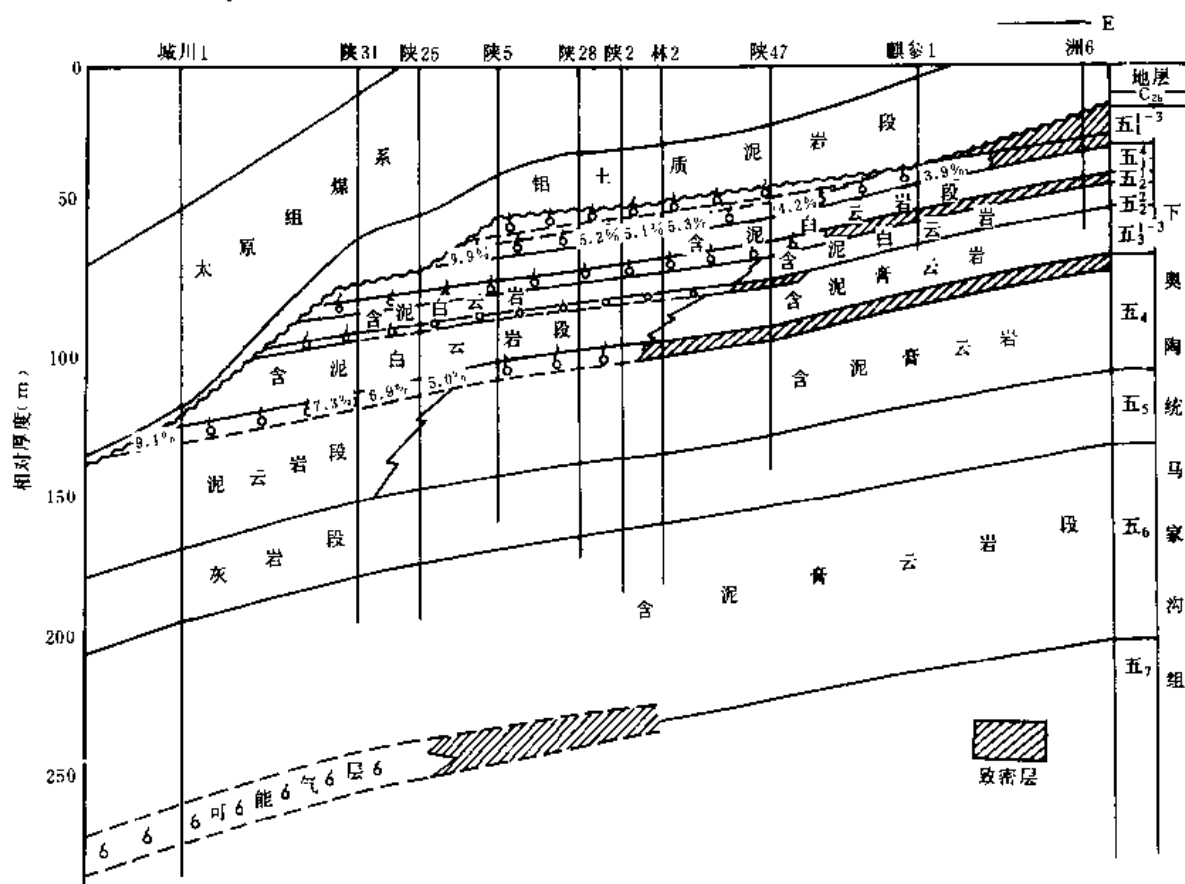 E
城川1 陕31 陕25 陕5 陕28 陕2 林2 陕47 麒参1 洲6
地层
C₂b
0
50
100
150
200
250
相对厚度(m)
太原组煤系
铝土质泥岩段
9.9%
5.2%
5.1%
5.3%
4.2%
3.9%
含泥白云岩段
含泥白云岩
含泥白云岩
含泥白云岩段
含泥膏云岩
含泥膏云岩
9.1%
7.3%
6.9%
5.0%
泥云岩段
灰岩段
含泥膏云岩段
可能气层
致密层
五₁¹⁻³
五₁⁴
五₂¹
五₂²
五₃¹⁻³
五₄
五₅
五₆
五₇
下奥陶统马家沟组